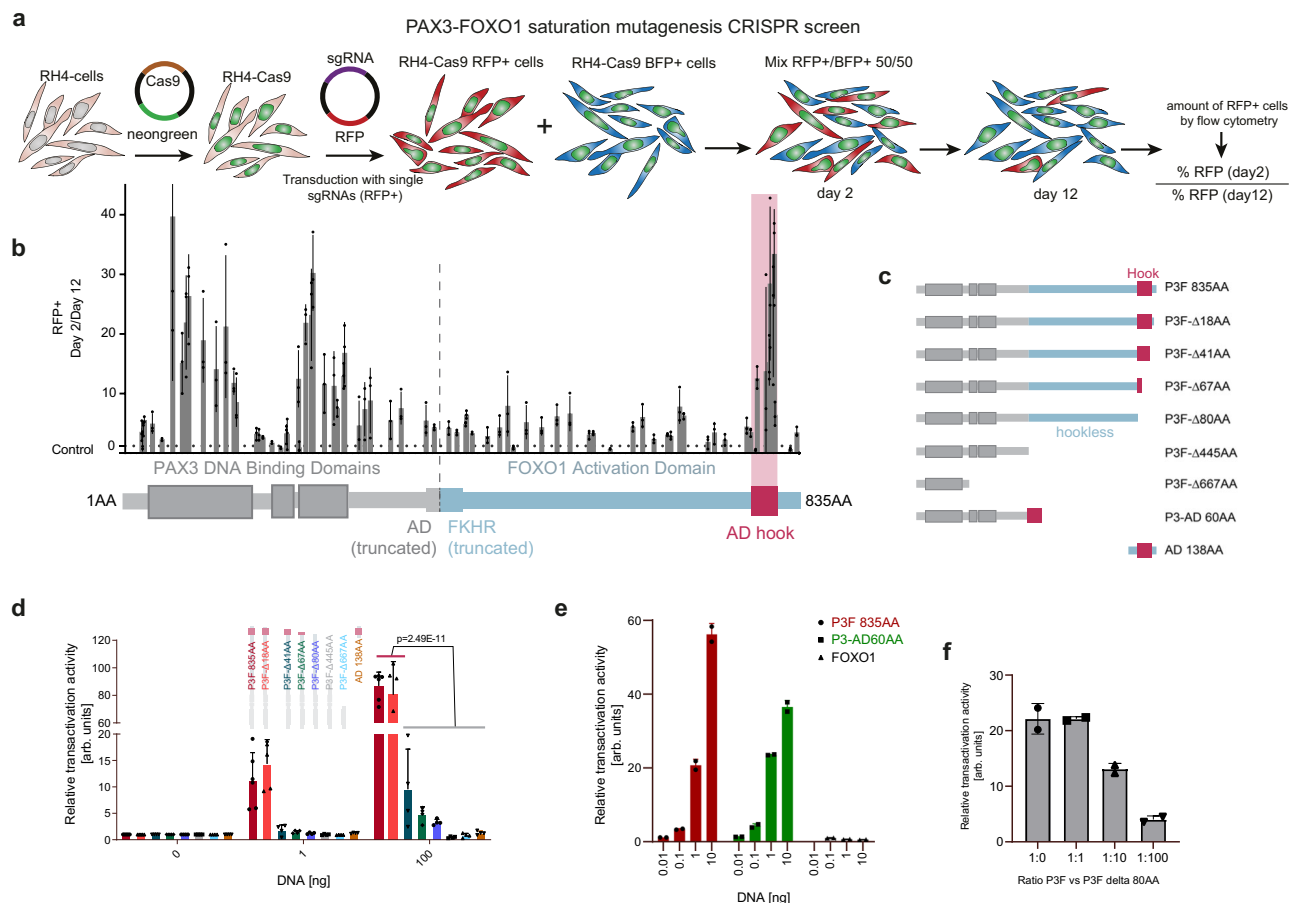 a
PAX3-FOXO1 saturation mutagenesis CRISPR screen
RH4-cells
Cas9
neongreen
RH4-Cas9
sgRNA
RFP
Transduction with single
sgRNAs (RFP+)
RH4-Cas9 RFP+ cells
+
RH4-Cas9 BFP+ cells
Mix RFP+/BFP+ 50/50
day 2
day 12
amount of RFP+ cells
by flow cytometry
% RFP (day2)
% RFP (day12)
b
RFP+
Day 2/Day 12
40
30
20
10
0
Control
PAX3 DNA Binding Domains
FOXO1 Activation Domain
1AA
835AA
AD
(truncated)
FKHR
(truncated)
AD hook
c
Hook
P3F 835AA
P3F-Δ18AA
P3F-Δ41AA
P3F-Δ67AA
P3F-Δ80AA
hookless
P3F-Δ445AA
P3F-Δ667AA
P3-AD 60AA
AD 138AA
d
Relative transactivation activity
[arb. units]
120
100
80
60
40
20
15
10
5
0
P3F 835AA
P3F-Δ18AA
P3F-Δ41AA
P3F-Δ67AA
P3F-Δ80AA
P3F-Δ445AA
P3F-Δ667AA
AD 138AA
p=2.49E-11
0
1
100
DNA [ng]
e
Relative transactivation activity
[arb. units]
60
40
20
0
P3F 835AA
P3-AD60AA
FOXO1
0.01
0.1
1
10
0.01
0.1
1
10
0.01
0.1
1
10
DNA [ng]
f
Relative transactivation activity
[arb. units]
30
20
10
0
1:0
1:1
1:10
1:100
Ratio P3F vs P3F delta 80AA